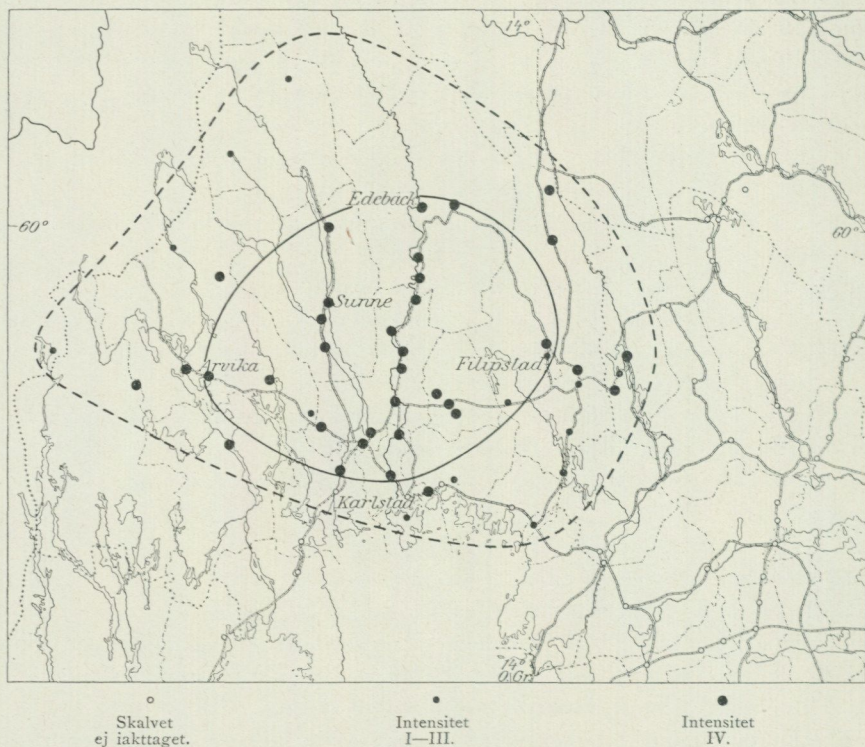 14°
Edebäck
60°
60°
Sunne
Arvika
Filipstad
Karlstad
14°
O.Gr.
Skalvet
ej iakttaget.
Intensitet
I—III.
Intensitet
IV.